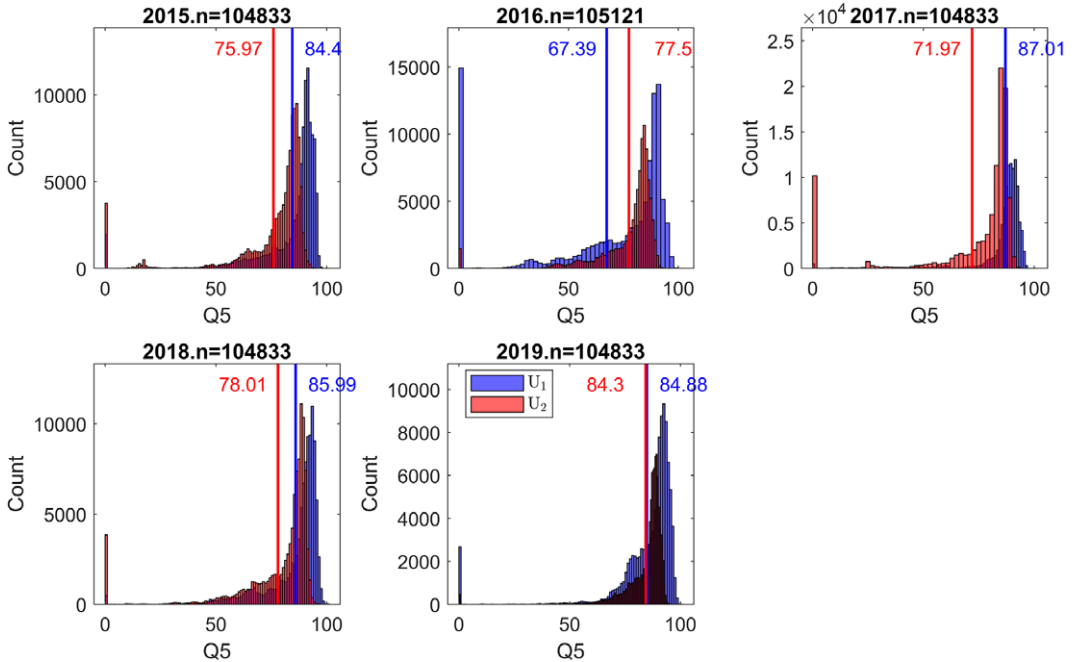 2015.n=104833
75.97
84.4
10000
5000
0
Count
0
50
100
Q5
2016.n=105121
67.39
77.5
15000
10000
5000
0
Count
0
50
100
Q5
2017.n=104833
×10⁴
71.97
87.01
2.5
2
1.5
1
0.5
0
Count
0
50
100
Q5
2018.n=104833
78.01
85.99
10000
5000
0
Count
0
50
100
Q5
2019.n=104833
84.3
84.88
U₁
U₂
10000
8000
6000
4000
2000
0
Count
0
50
100
Q5